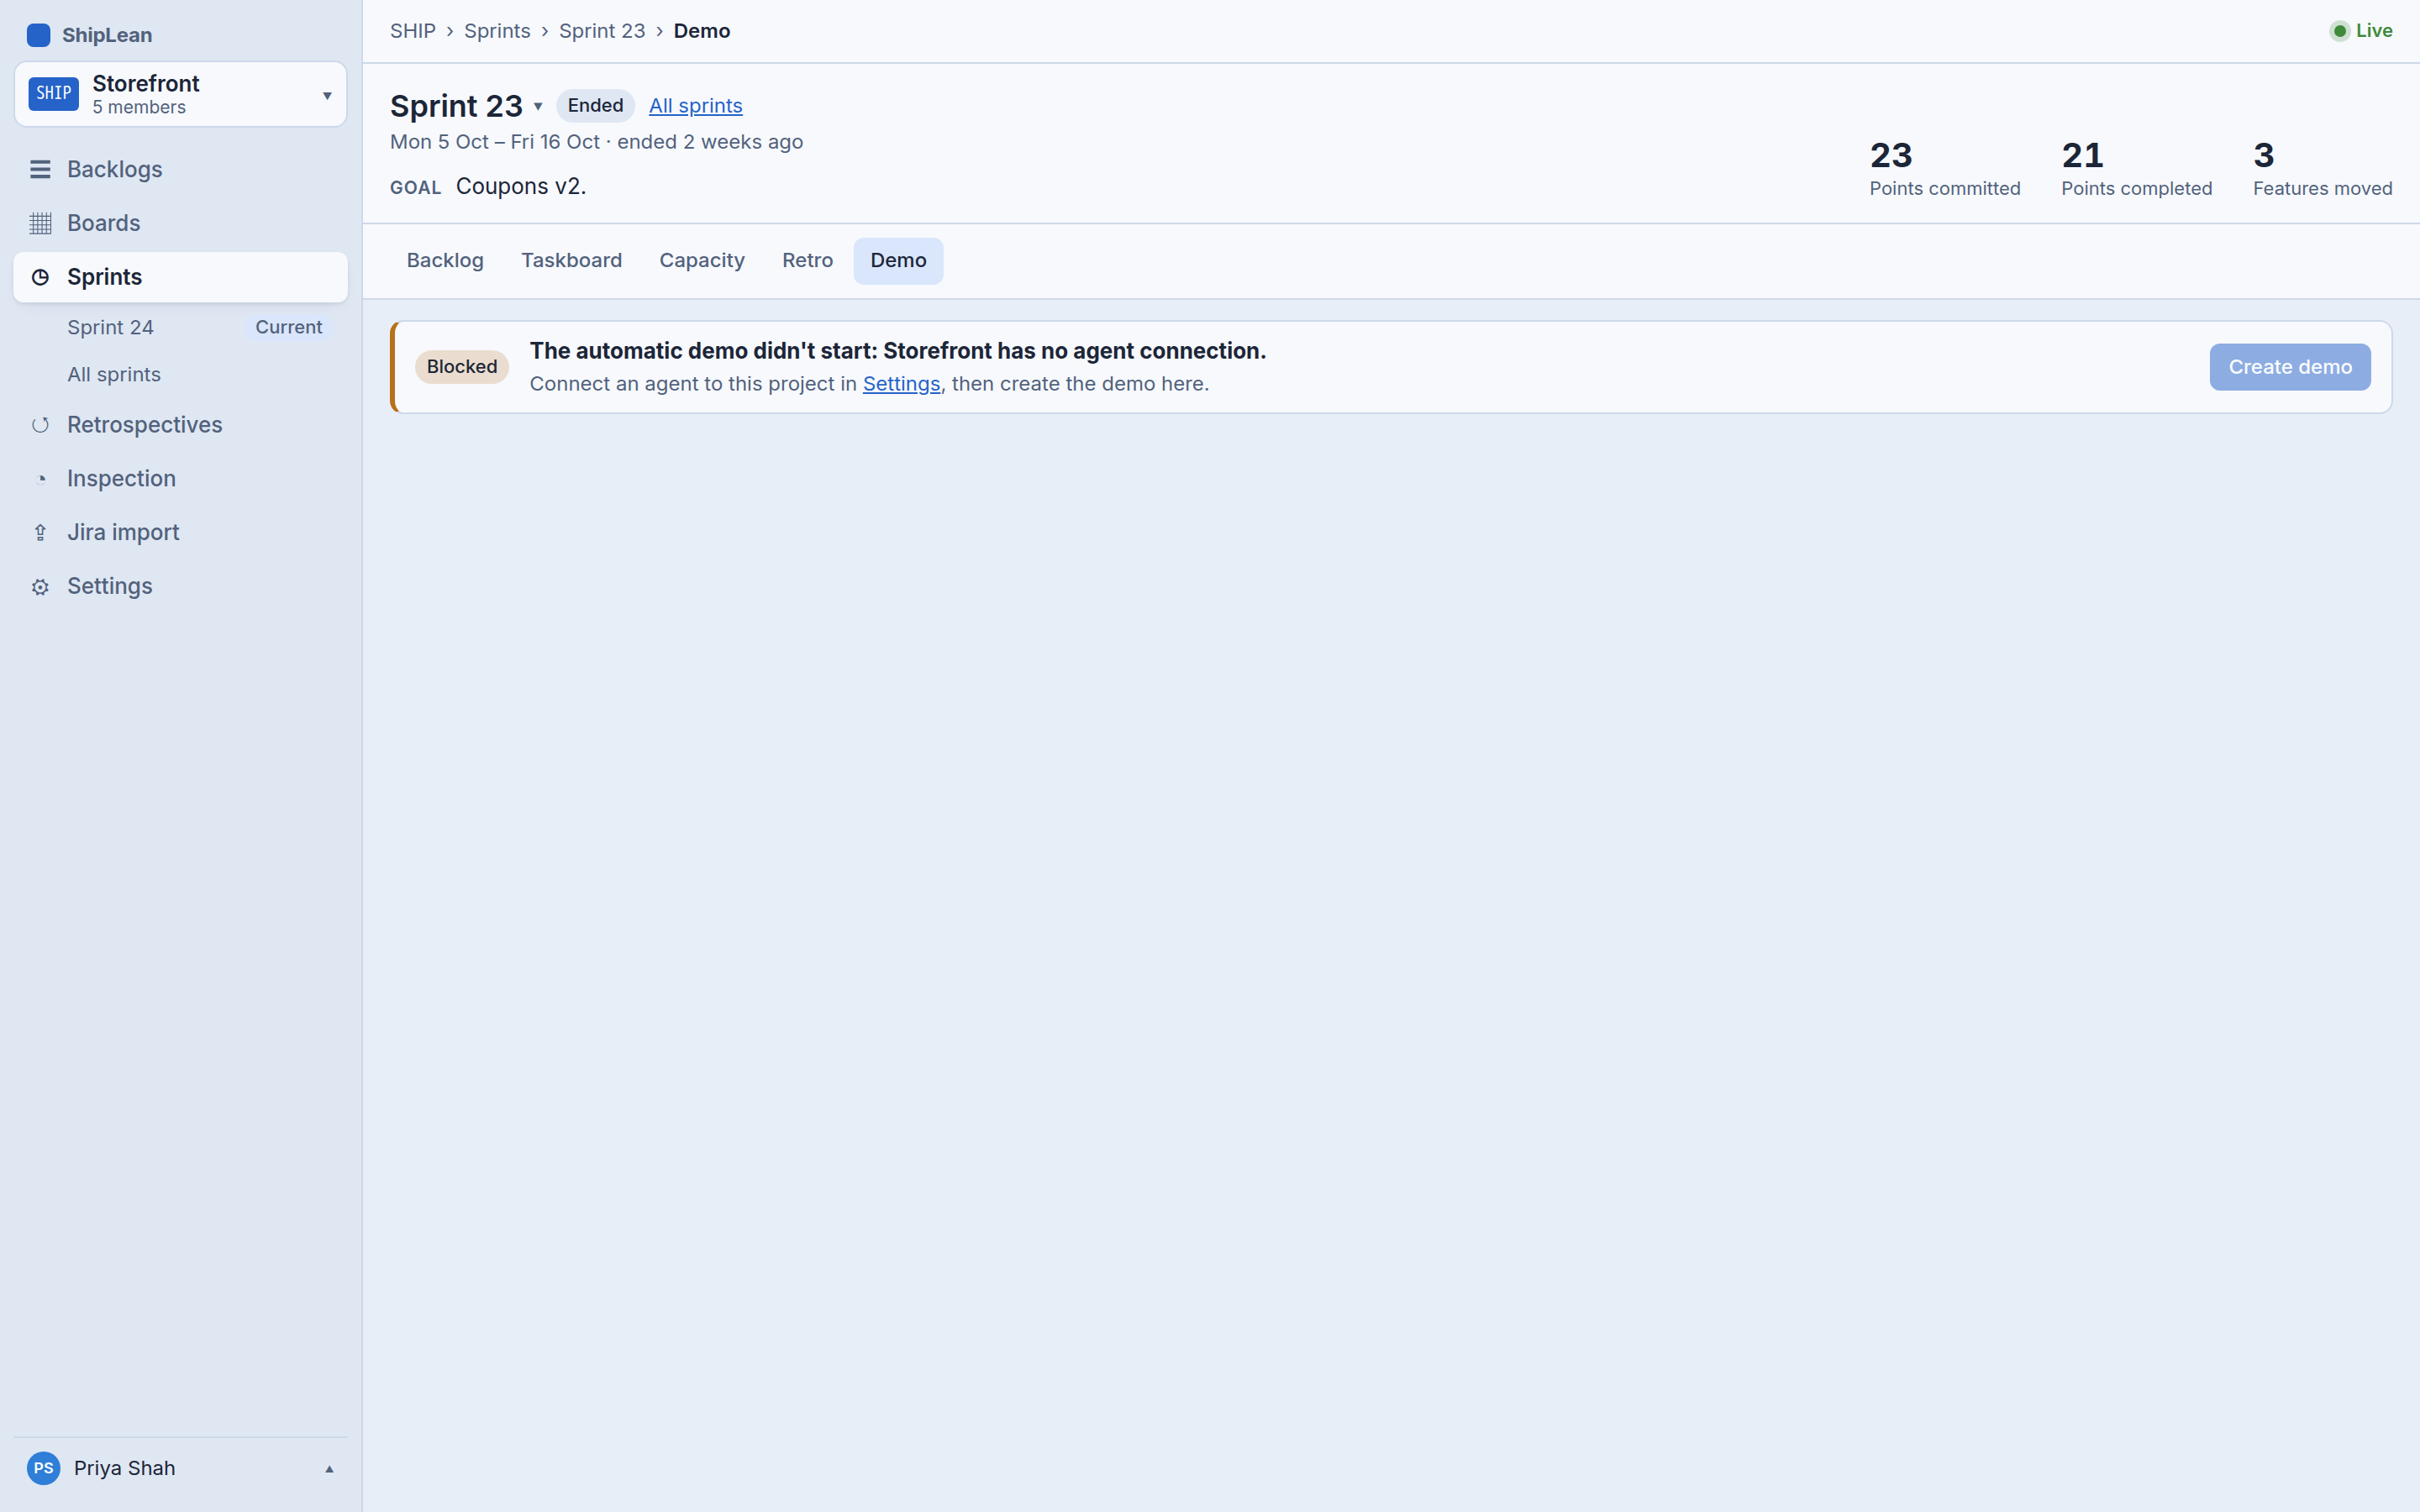 ShipLean
SHIP
Storefront
5 members
Backlogs
Boards
Sprints
Sprint 24 Current
All sprints
Retrospectives
Inspection
Jira import
Settings
PS Priya Shah
SHIP › Sprints › Sprint 23 › Demo
Live
Sprint 23 Ended All sprints
Mon 5 Oct – Fri 16 Oct · ended 2 weeks ago
GOAL Coupons v2.
23 21 3
Points committed Points completed Features moved
Backlog Taskboard Capacity Retro Demo
Blocked
The automatic demo didn't start: Storefront has no agent connection.
Connect an agent to this project in Settings, then create the demo here.
Create demo